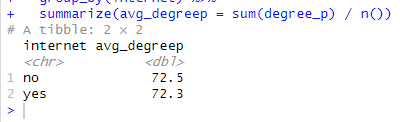 +   group_by(internet) %>%
+   summarize(avg_degreep = sum(degree_p) / n())
# A tibble: 2 × 2
internet avg_degreep
<chr> <dbl>
1 no 72.5
2 yes 72.3
>